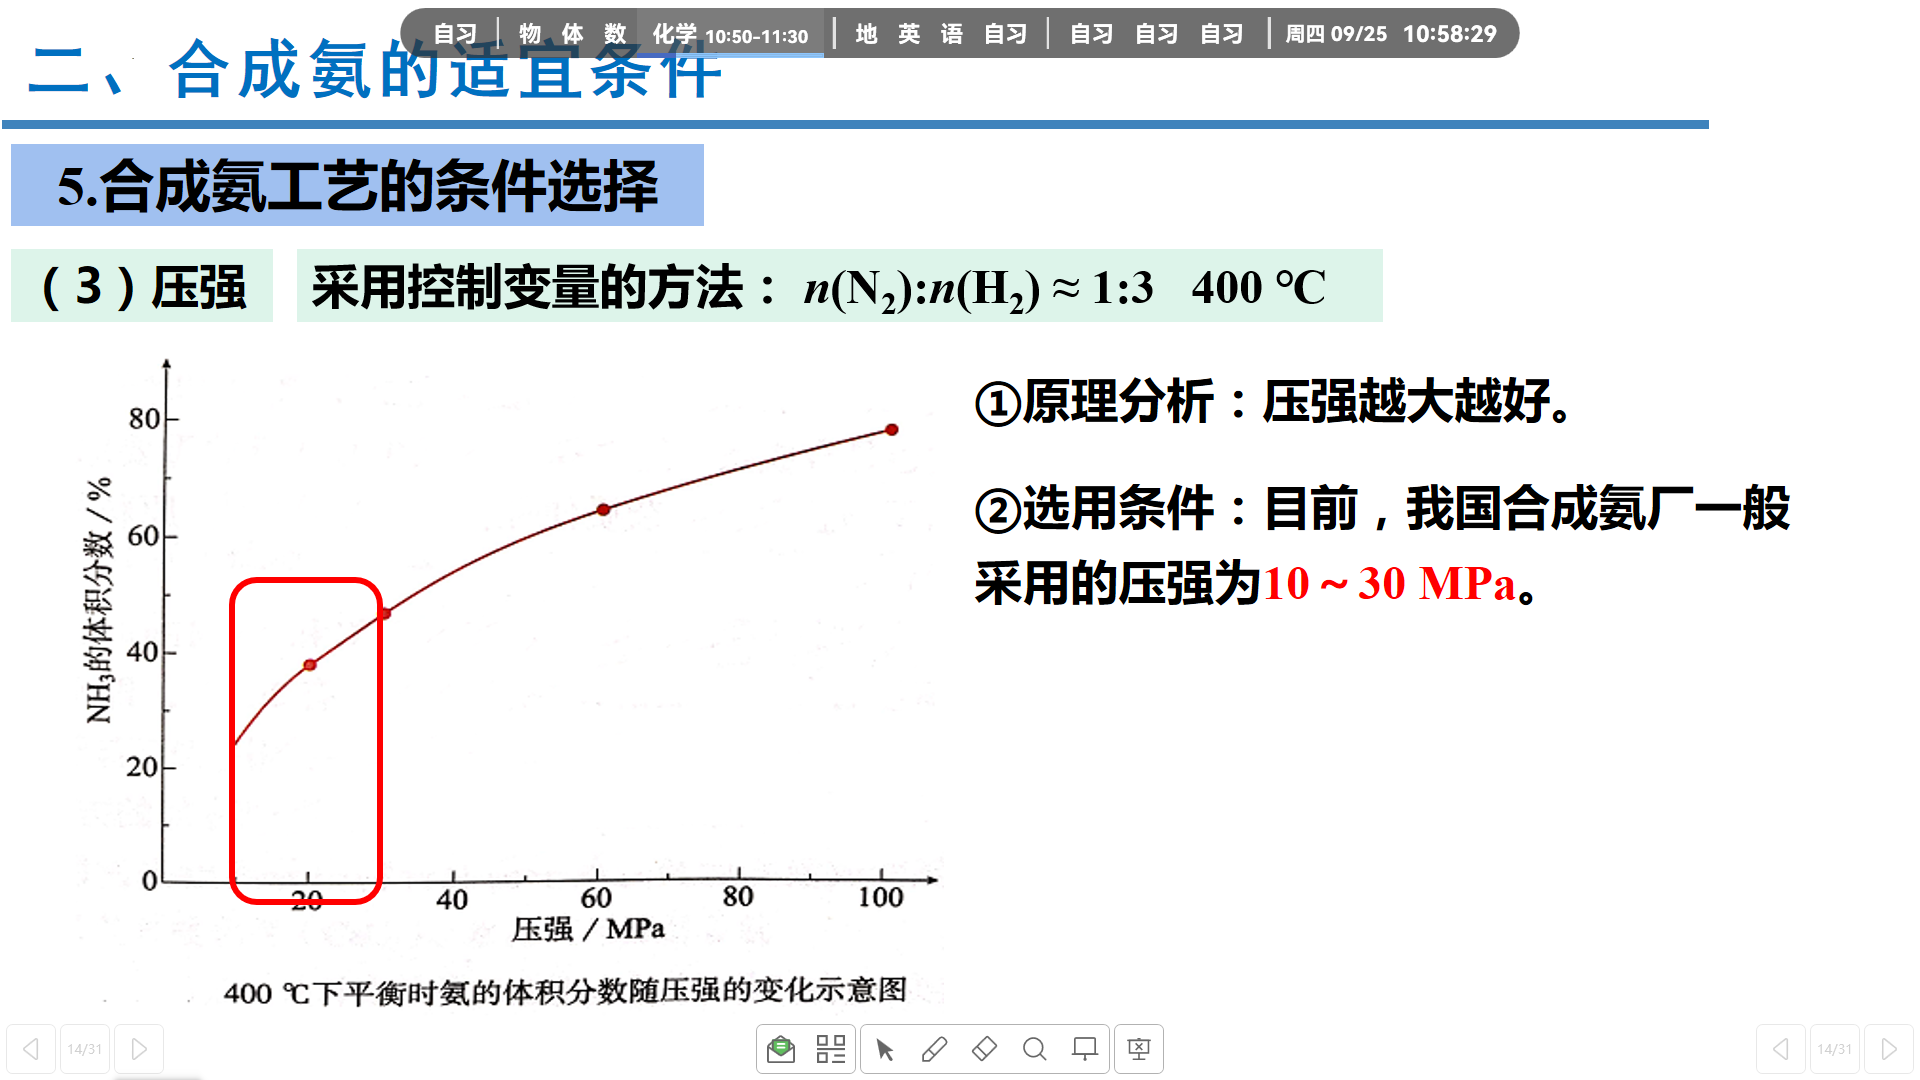 自习 | 物 体 数 化学 10:50-11:30 | 地 英 语 自习 | 自习 自习 自习 | 周四 09/25 10:58:29
二、合成氨的适宜条件
5.合成氨工艺的条件选择
（3）压强 采用控制变量的方法： n(N₂):n(H₂) ≈ 1:3 400 ℃
①原理分析：压强越大越好。
②选用条件：目前，我国合成氨厂一般
采用的压强为10～30 MPa。
NH₃的体积分数 / %
80
60
40
20
0
20 40 60 80 100
压强 / MPa
400 ℃下平衡时氨的体积分数随压强的变化示意图
14/31
14/31